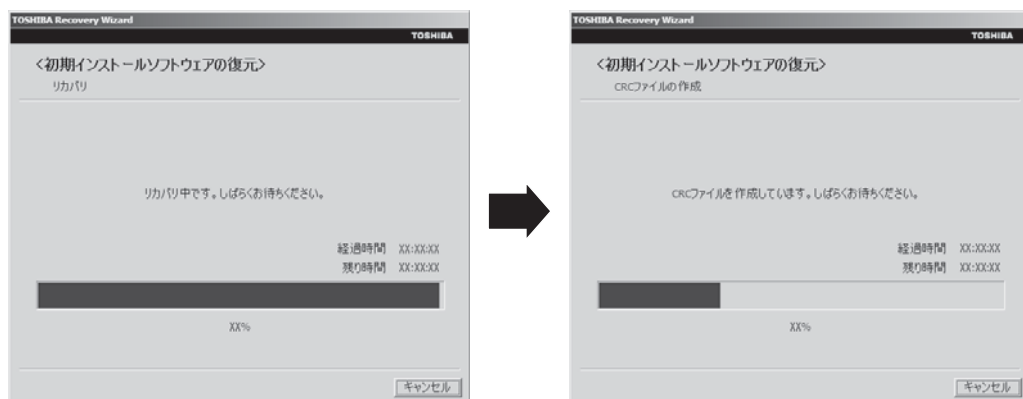 TOSHIBA Recovery Wizard
TOSHIBA
<初期インストールソフトウェアの復元>
リカバリ
リカバリ中です。しばらくお待ちください。
経過時間 XX:XX:XX
残り時間 XX:XX:XX
XX%
キャンセル
TOSHIBA Recovery Wizard
TOSHIBA
<初期インストールソフトウェアの復元>
CRCファイルの作成
CRCファイルを作成しています。しばらくお待ちください。
経過時間 XX:XX:XX
残り時間 XX:XX:XX
XX%
キャンセル